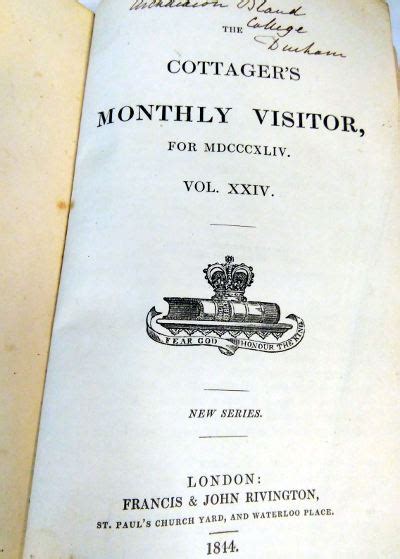 Archdeacon
College
THE
Durham
COTTAGER'S
MONTHLY VISITOR,
FOR MDCCCXLIV.
VOL. XXIV.
FEAR GOD HONOUR THE KING
NEW SERIES.
LONDON:
FRANCIS & JOHN RIVINGTON,
ST. PAUL'S CHURCH YARD, AND WATERLOO PLACE.
1844.